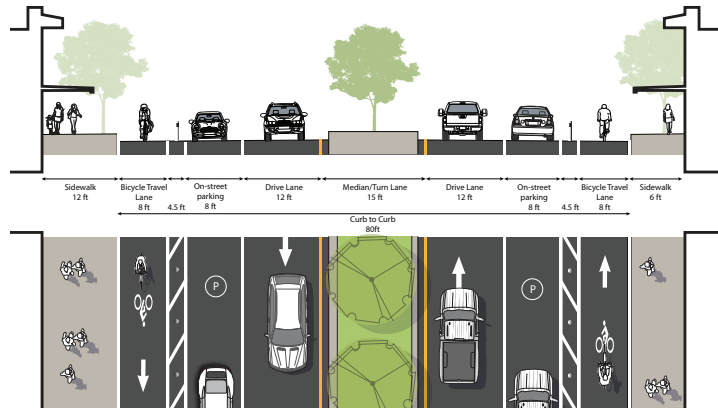 Sidewalk
12 ft
Bicycle Travel
Lane
8 ft
4.5 ft
On-street
parking
8 ft
Drive Lane
12 ft
Median/Turn Lane
15 ft
Drive Lane
12 ft
On-street
parking
8 ft
4.5 ft
Bicycle Travel
Lane
8 ft
Sidewalk
6 ft
Curb to Curb
80ft
P
P